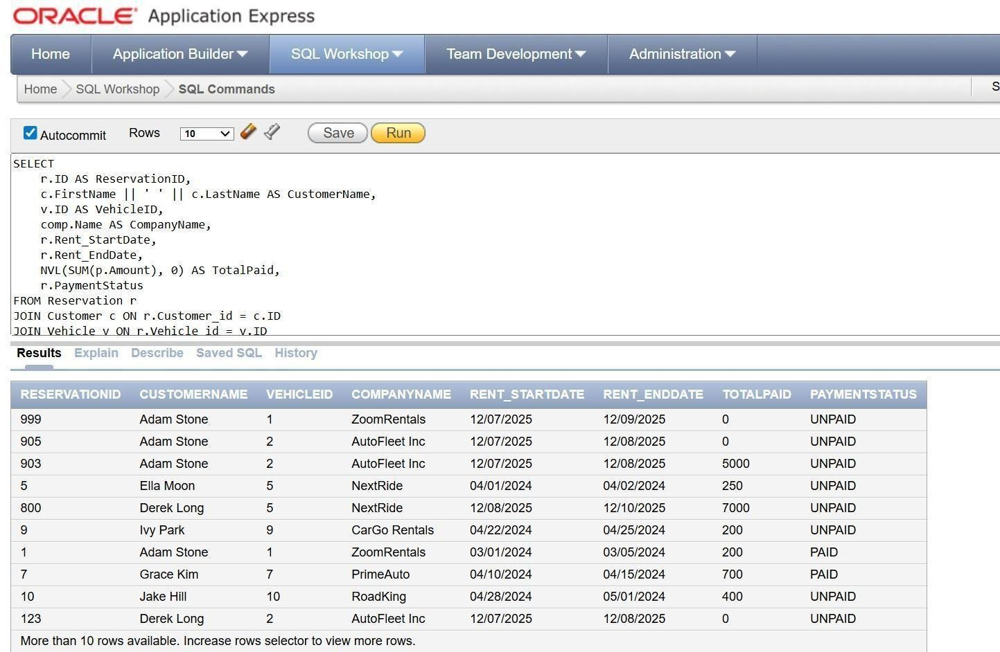 ORACLE Application Express
Home Application Builder SQL Workshop Team Development Administration
Home SQL Workshop SQL Commands S
Autocommit Rows 10 Save Run
SELECT
r.ID AS ReservationID,
c.FirstName || ' ' || c.LastName AS CustomerName,
v.ID AS VehicleID,
comp.Name AS CompanyName,
r.Rent_StartDate,
r.Rent_EndDate,
NVL(SUM(p.Amount), 0) AS TotalPaid,
r.PaymentStatus
FROM Reservation r
JOIN Customer c ON r.Customer_id = c.ID
JOIN Vehicle v ON r.Vehicle_id = v.ID
Results Explain Describe Saved SQL History
RESERVATIONID CUSTOMERNAME VEHICLEID COMPANYNAME RENT_STARTDATE RENT_ENDDATE TOTALPAID PAYMENTSTATUS
999 Adam Stone 1 ZoomRentals 12/07/2025 12/09/2025 0 UNPAID
905 Adam Stone 2 AutoFleet Inc 12/07/2025 12/08/2025 0 UNPAID
903 Adam Stone 2 AutoFleet Inc 12/07/2025 12/08/2025 5000 UNPAID
5 Ella Moon 5 NextRide 04/01/2024 04/02/2024 250 UNPAID
800 Derek Long 5 NextRide 12/08/2025 12/10/2025 7000 UNPAID
9 Ivy Park 9 CarGo Rentals 04/22/2024 04/25/2024 200 UNPAID
1 Adam Stone 1 ZoomRentals 03/01/2024 03/05/2024 200 PAID
7 Grace Kim 7 PrimeAuto 04/10/2024 04/15/2024 700 PAID
10 Jake Hill 10 RoadKing 04/28/2024 05/01/2024 400 UNPAID
123 Derek Long 2 AutoFleet Inc 12/07/2025 12/08/2025 0 UNPAID
More than 10 rows available. Increase rows selector to view more rows.